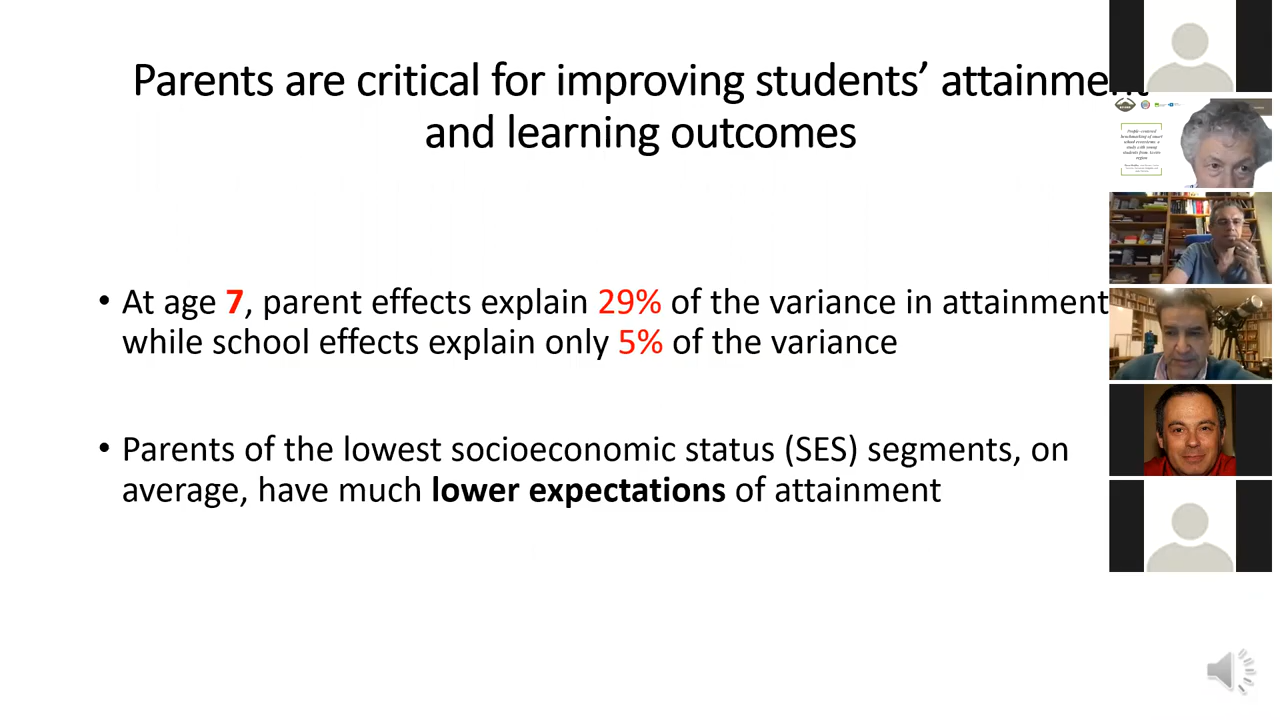 Parents are critical for improving students’ attainment
and learning outcomes
• At age 7, parent effects explain 29% of the variance in attainment
while school effects explain only 5% of the variance
• Parents of the lowest socioeconomic status (SES) segments, on
average, have much lower expectations of attainment